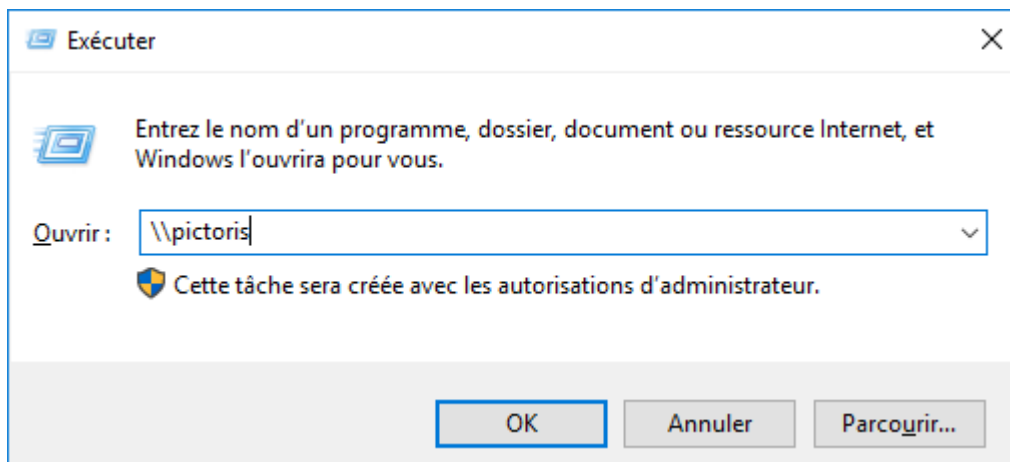 Exécuter
Entrez le nom d’un programme, dossier, document ou ressource Internet, et
Windows l’ouvrira pour vous.
Ouvrir : \\pictoris
Cette tâche sera créée avec les autorisations d’administrateur.
OK Annuler Parcourir...